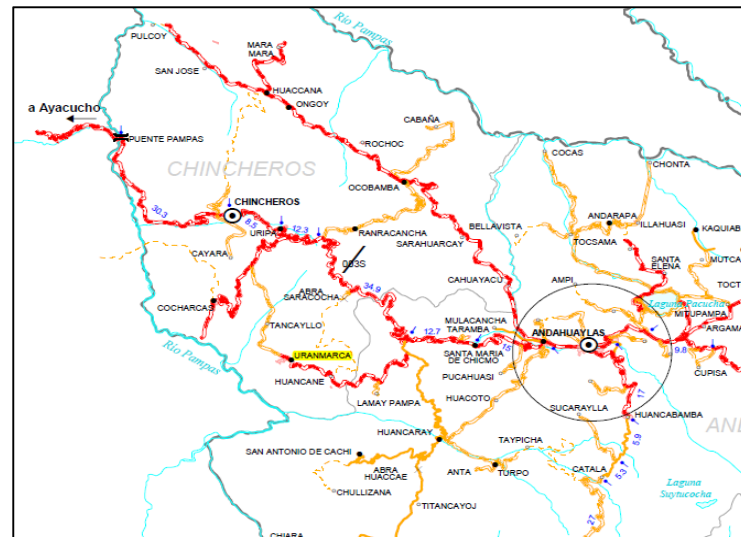 PULCOY
Río Pampas
MARA
MARA
SAN JOSE
HUACCANA
ONGOY
a Ayacucho
CABAÑA
PUENTE PAMPAS
ROCHOC
COCAS
CHONTA
CHINCHEROS
OCOBAMBA
30.3
CHINCHEROS
8.5
URIPA
12.3
RANRACANCHA
BELLAVISTA
ANDARAPA
ILLAHUASI
KAQUIAB
SARAHUARCAY
TOCSAMA
CAYARA
003S
SANTA
ELENA
MUTCA
CAHUAYACU
AMPI
TOCT
34.9
ABRA
SARACOCHA
COCHARCAS
Laguna Pacucha
MITUPAMPA
TANCAYLLO
MULACANCHA
TARAMBA
ANDAHUAYLAS
ARGAMA
12.7
15
SANTA MARIA
DE CHICMO
9.8
CUPISA
Río Pampas
URANMARCA
HUANCANE
PUCAHUASI
17
LAMAY PAMPA
HUACOTO
SUCARAYLLA
HUANCABAMBA
AND
HUANCARAY
TAYPICHA
5.9
SAN ANTONIO DE CACHI
ABRA
HUACCAE
ANTA
TURPO
CATALA
5.3
Laguna
Suytucocha
CHULLIZANA
TITANCAYOJ
27
CHIARA